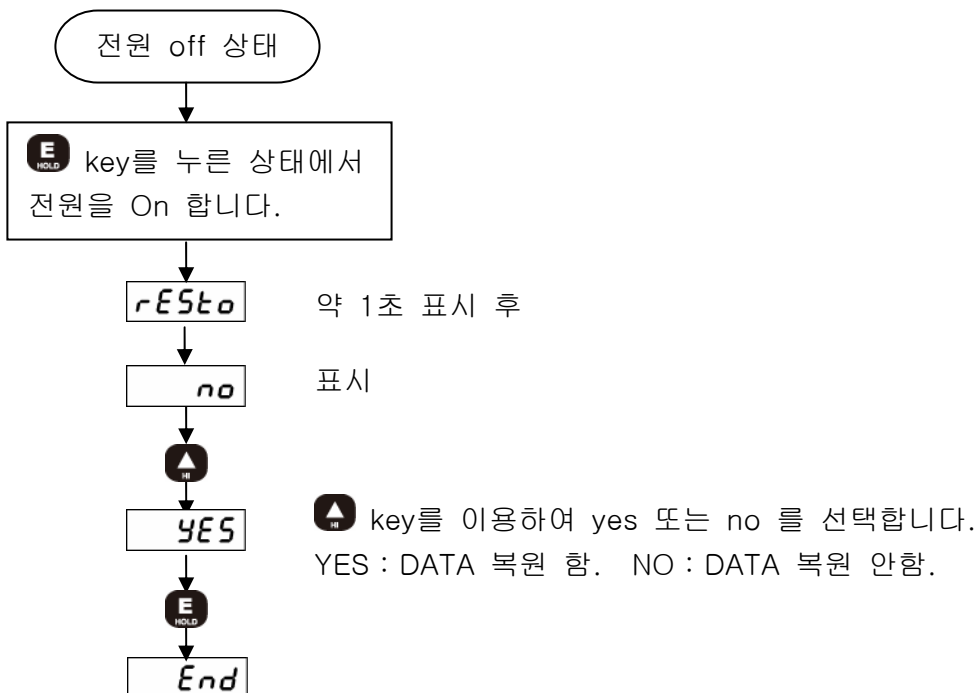 전원 off 상태
E
HOLD
key를 누른 상태에서
전원을 On 합니다.
rESto 약 1초 표시 후
no 표시
HI
YES
HI
key를 이용하여 yes 또는 no 를 선택합니다.
YES : DATA 복원 함. NO : DATA 복원 안함.
E
HOLD
End